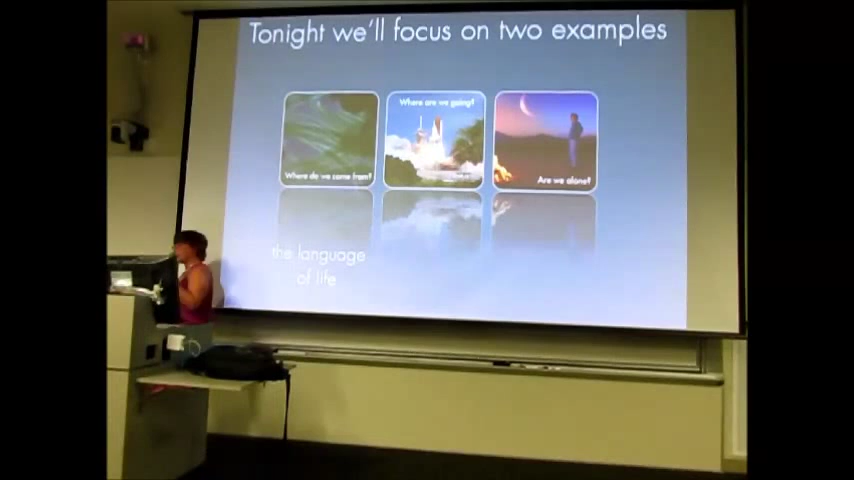 Tonight we'll focus on two examples
Where do we come from?
Where are we going?
Are we alone?
the language
of life